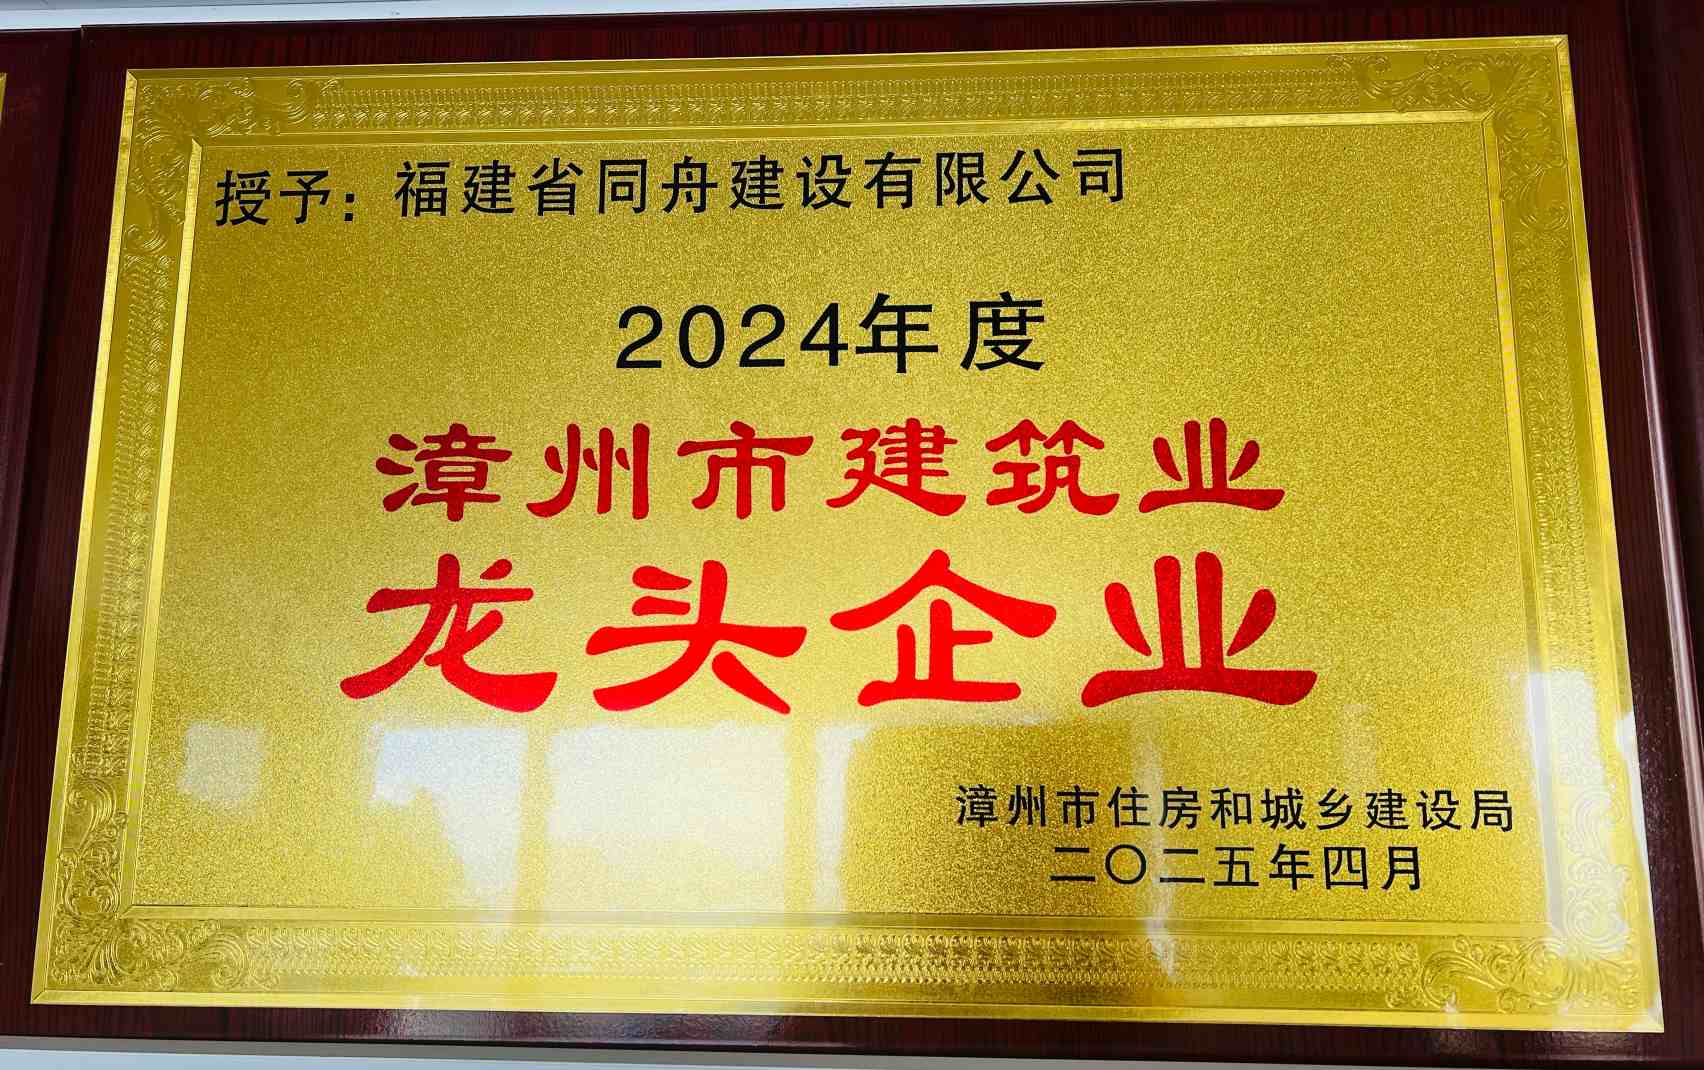 授予：福建省同舟建设有限公司
2024年度
漳州市建筑业
龙头企业
漳州市住房和城乡建设局
二〇二五年四月